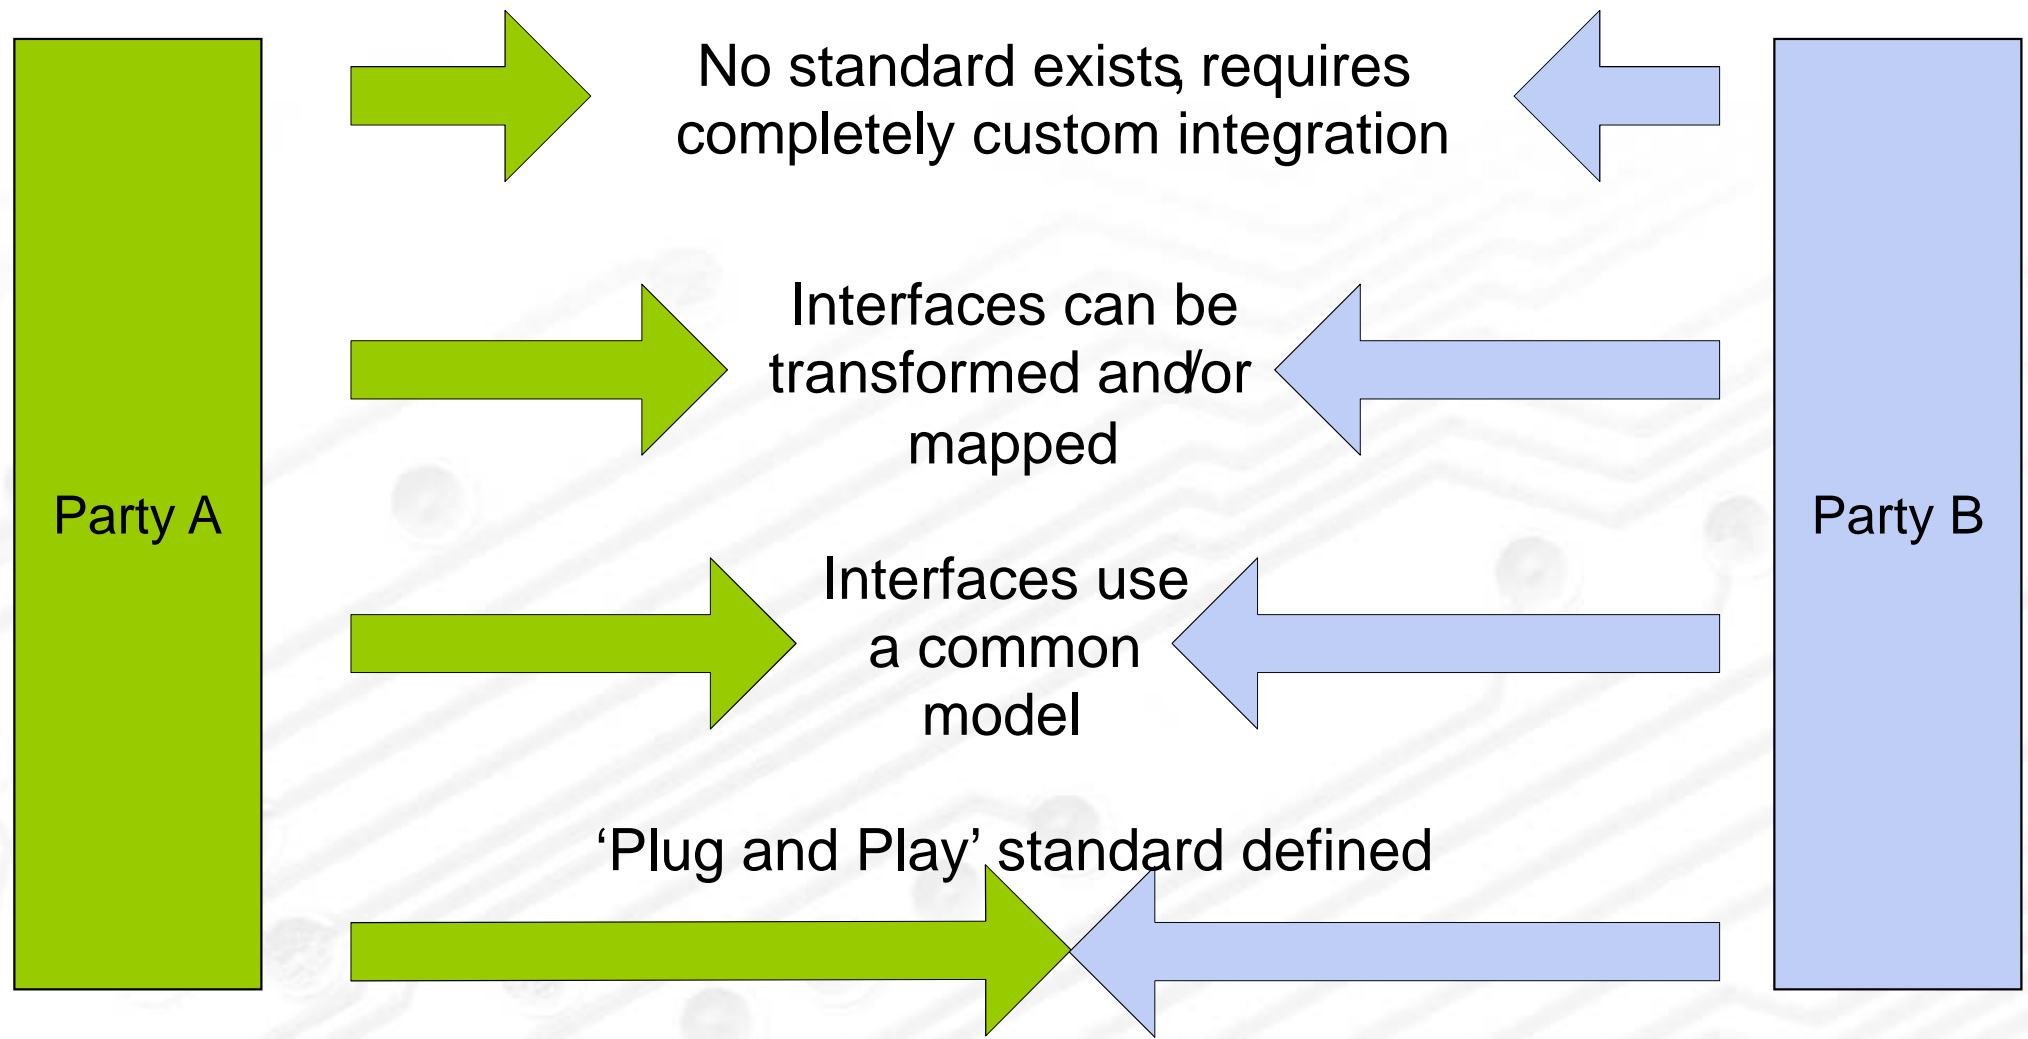 No standard exists, requires
completely custom integration
Interfaces can be
transformed and/or
mapped
Party A
Party B
Interfaces use
a common
model
‘Plug and Play’ standard defined